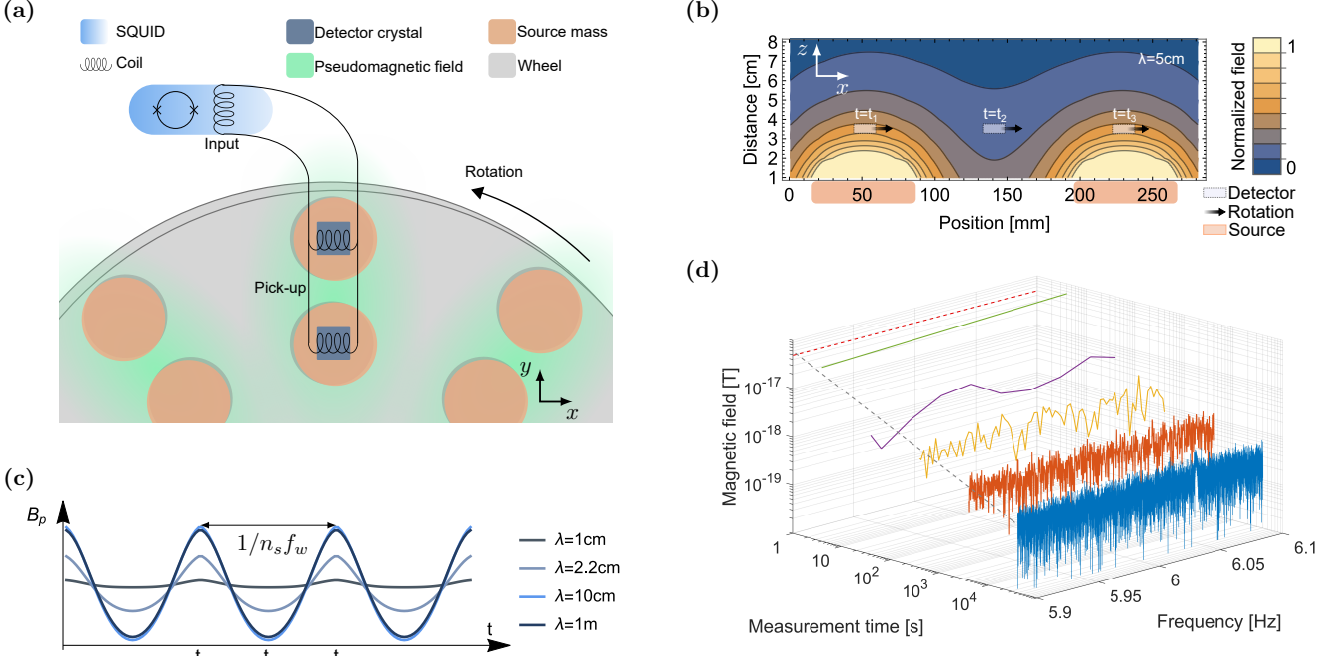 (a)
SQUID
Detector crystal
Source mass
Coil
Pseudomagnetic field
Wheel
Input
Rotation
Pick-up
y
x
(b)
8
7
6
5
4
3
2
1
Distance [cm]
z
x
λ=5cm
t=t₁
t=t₂
t=t₃
0
50
100
150
200
250
Position [mm]
1
0
Normalized field
Detector
Rotation
Source
(c)
Bₚ
1/nₛf_w
t
λ=1cm
λ=2.2cm
λ=10cm
λ=1m
(d)
Magnetic field [T]
10⁻¹⁷
10⁻¹⁸
10⁻¹⁹
1
10
10²
10³
10⁴
Measurement time [s]
5.9
5.95
6
6.05
6.1
Frequency [Hz]